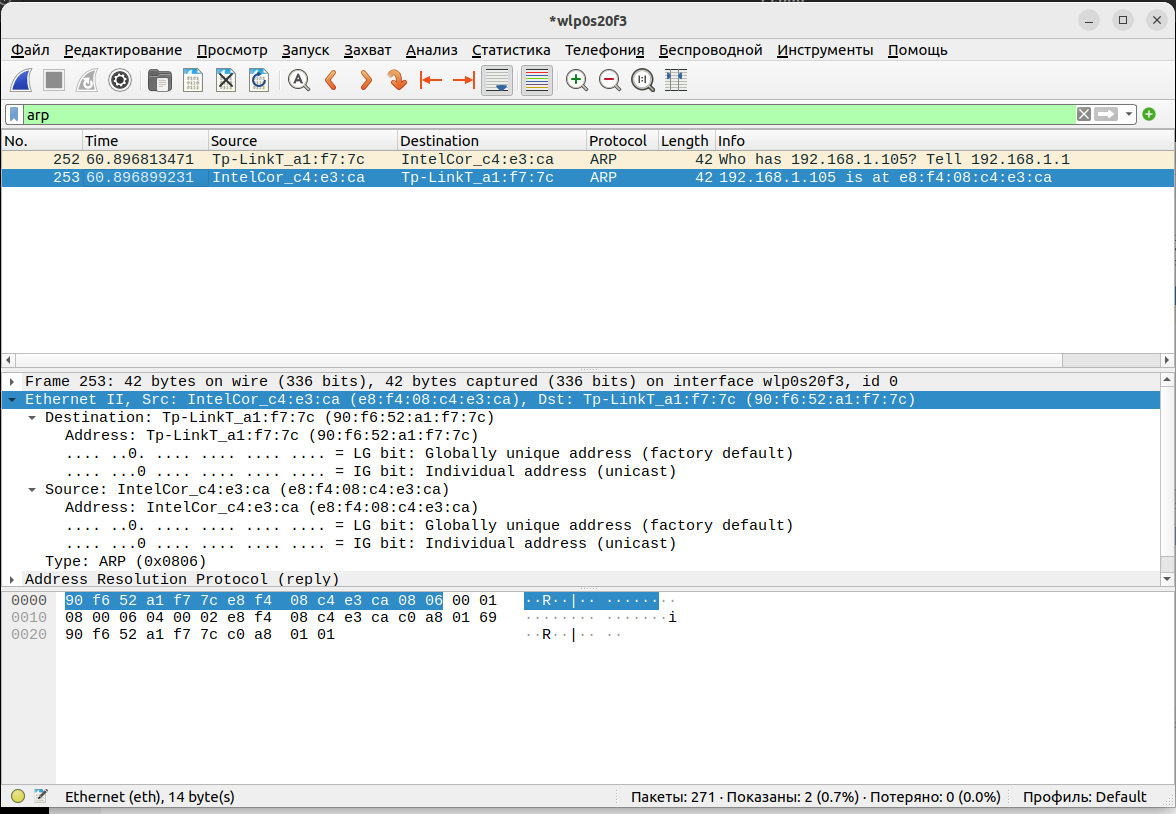 *wlp0s20f3
Файл Редактирование Просмотр Запуск Захват Анализ Статистика Телефония Беспроводной Инструменты Помощь
arp
No. Time Source Destination Protocol Length Info
252 60.896813471 Tp-LinkT_a1:f7:7c IntelCor_c4:e3:ca ARP 42 Who has 192.168.1.105? Tell 192.168.1.1
253 60.896899231 IntelCor_c4:e3:ca Tp-LinkT_a1:f7:7c ARP 42 192.168.1.105 is at e8:f4:08:c4:e3:ca
Frame 253: 42 bytes on wire (336 bits), 42 bytes captured (336 bits) on interface wlp0s20f3, id 0
Ethernet II, Src: IntelCor_c4:e3:ca (e8:f4:08:c4:e3:ca), Dst: Tp-LinkT_a1:f7:7c (90:f6:52:a1:f7:7c)
Destination: Tp-LinkT_a1:f7:7c (90:f6:52:a1:f7:7c)
Address: Tp-LinkT_a1:f7:7c (90:f6:52:a1:f7:7c)
.... ..0. .... .... .... .... = LG bit: Globally unique address (factory default)
.... ...0 .... .... .... .... = IG bit: Individual address (unicast)
Source: IntelCor_c4:e3:ca (e8:f4:08:c4:e3:ca)
Address: IntelCor_c4:e3:ca (e8:f4:08:c4:e3:ca)
.... ..0. .... .... .... .... = LG bit: Globally unique address (factory default)
.... ...0 .... .... .... .... = IG bit: Individual address (unicast)
Type: ARP (0x0806)
Address Resolution Protocol (reply)
0000 90 f6 52 a1 f7 7c e8 f4 08 c4 e3 ca 08 06 00 01 ··R··|·· ········
0010 08 00 06 04 00 02 e8 f4 08 c4 e3 ca c0 a8 01 69 ········ ·······i
0020 90 f6 52 a1 f7 7c c0 a8 01 01 ··R··|·· ··
Ethernet (eth), 14 byte(s) Пакеты: 271 · Показаны: 2 (0.7%) · Потеряно: 0 (0.0%) Профиль: Default